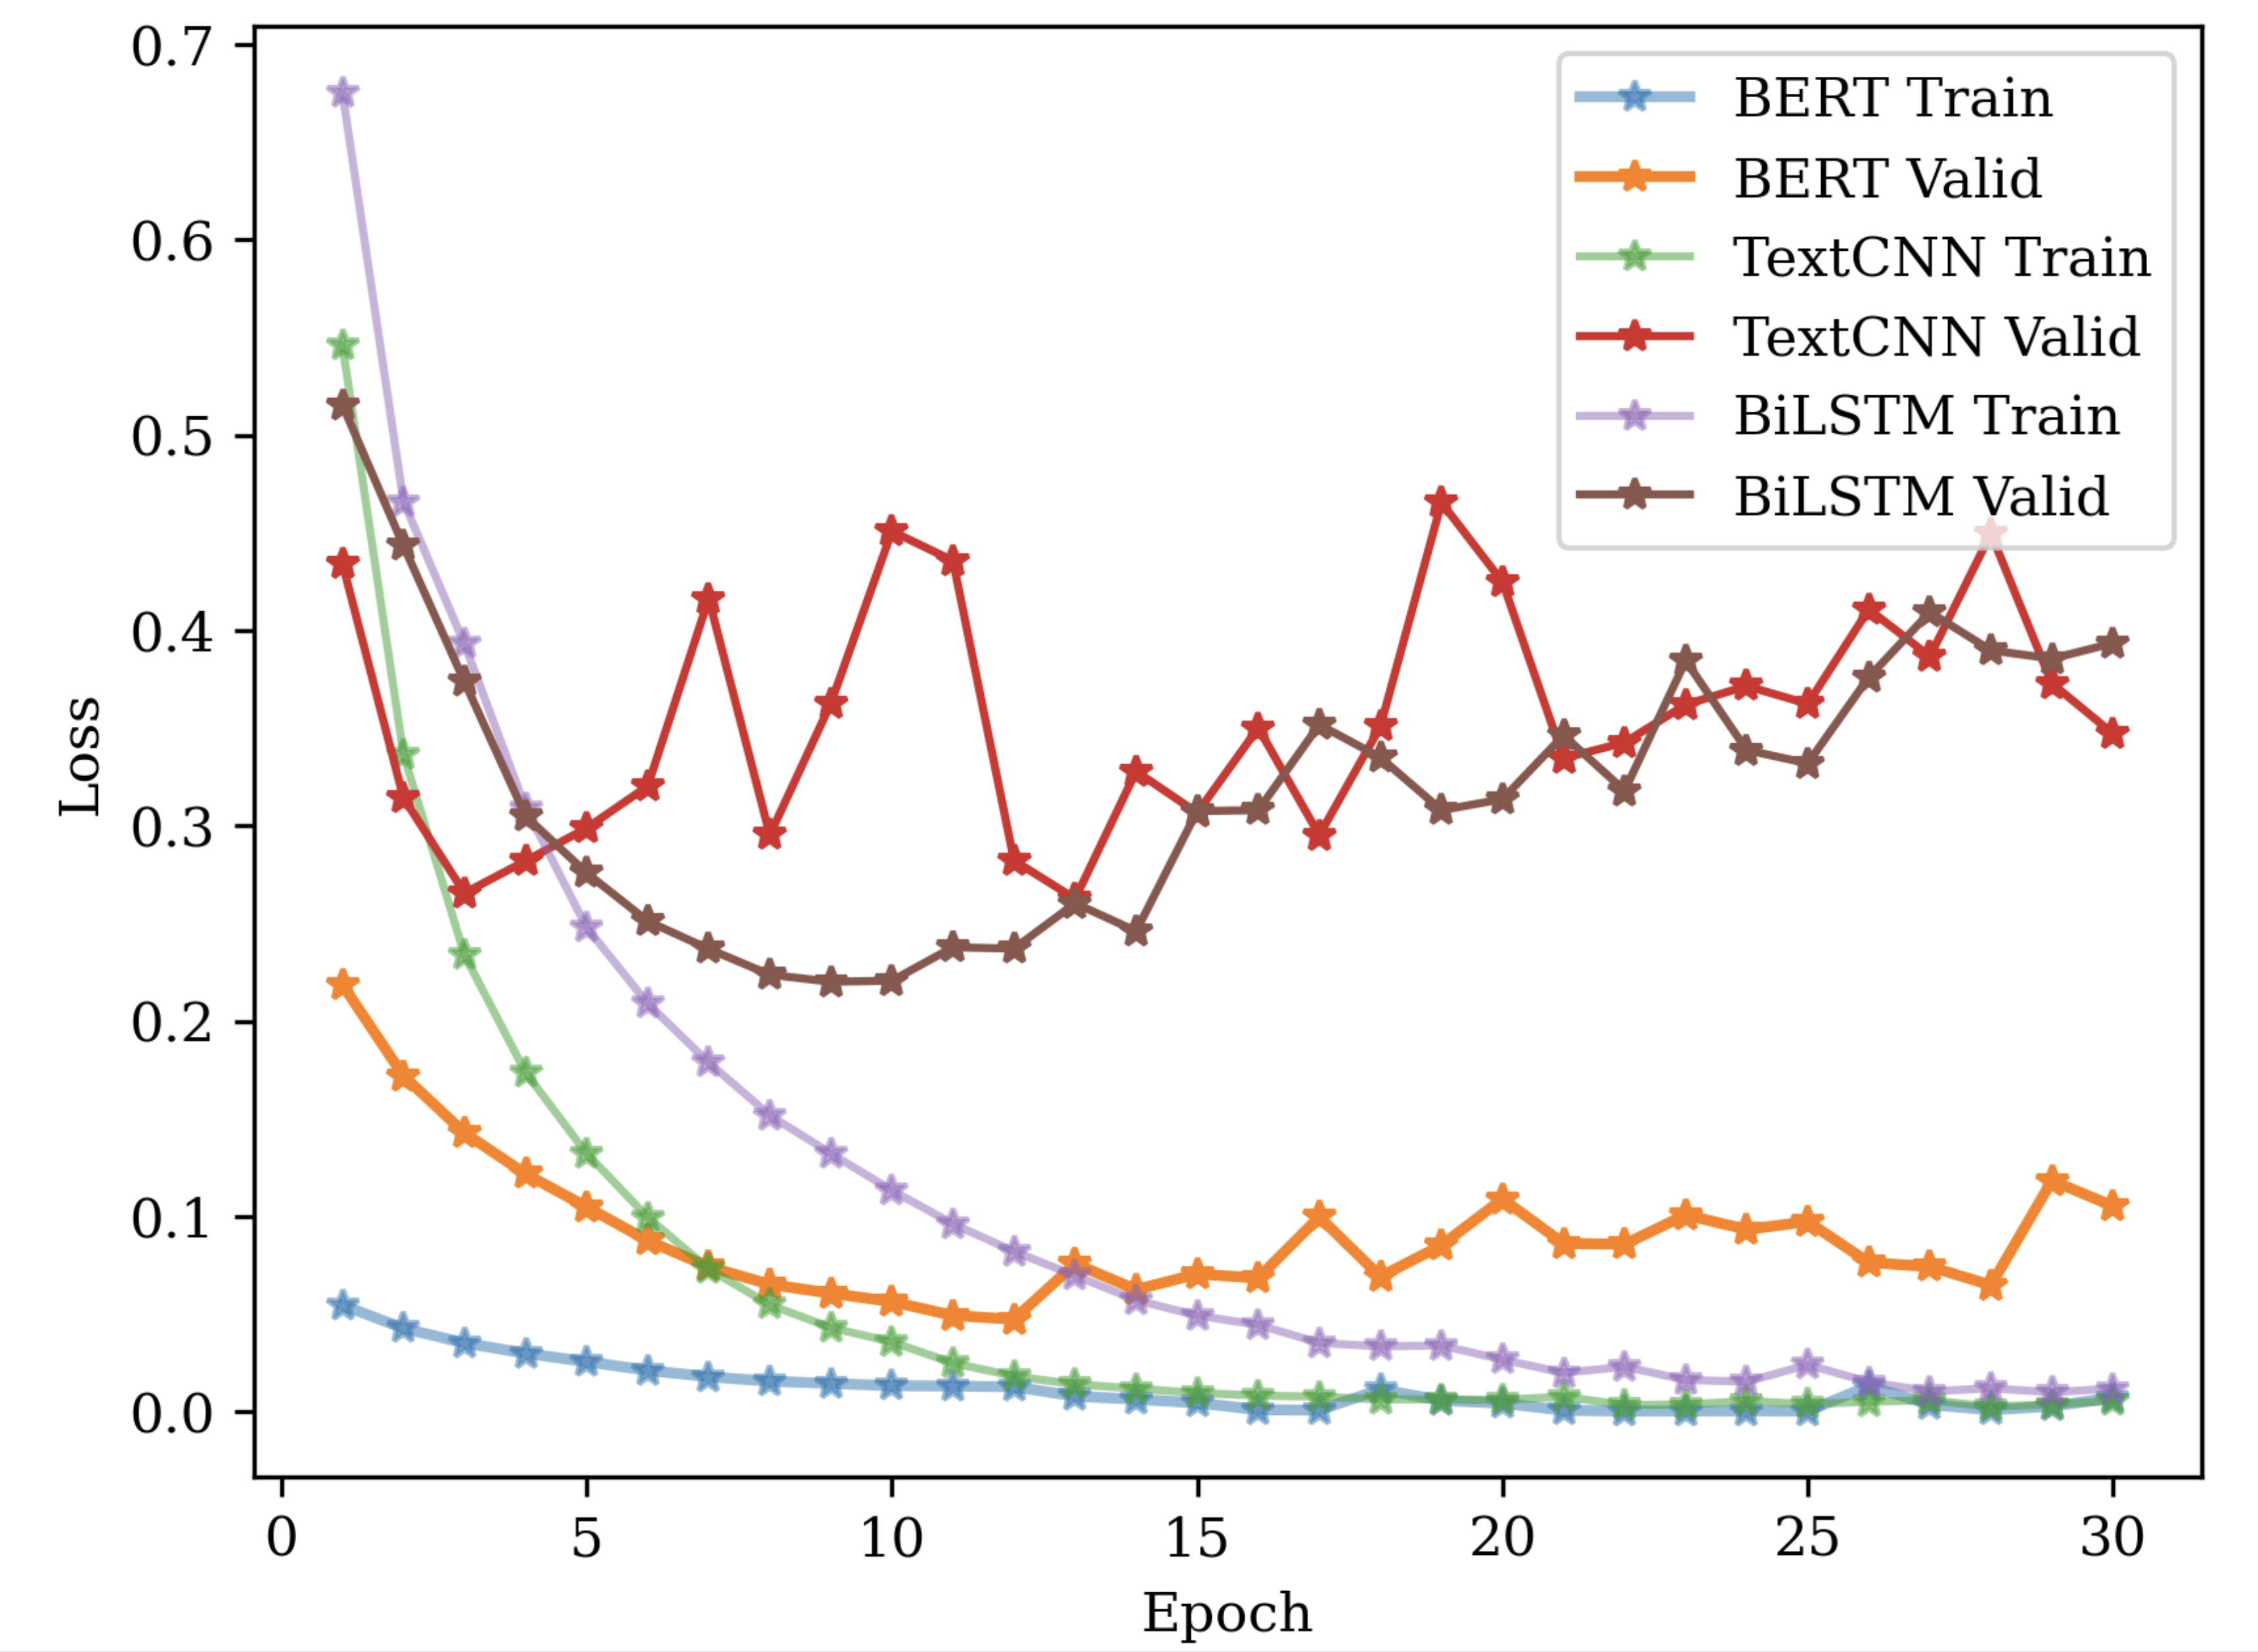 0.7
0.6
0.5
0.4
0.3
0.2
0.1
0.0
Loss
BERT Train
BERT Valid
TextCNN Train
TextCNN Valid
BiLSTM Train
BiLSTM Valid
0 5 10 15 20 25 30
Epoch